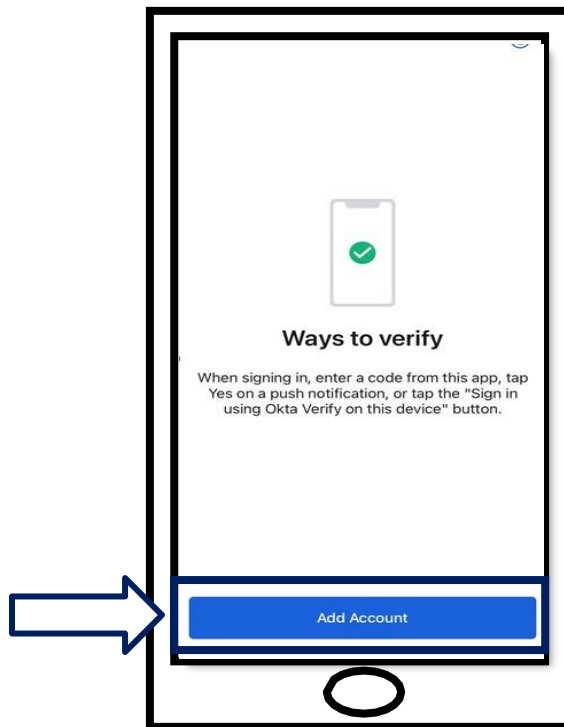 Ways to verify
When signing in, enter a code from this app, tap
Yes on a push notification, or tap the "Sign in
using Okta Verify on this device" button.
Add Account